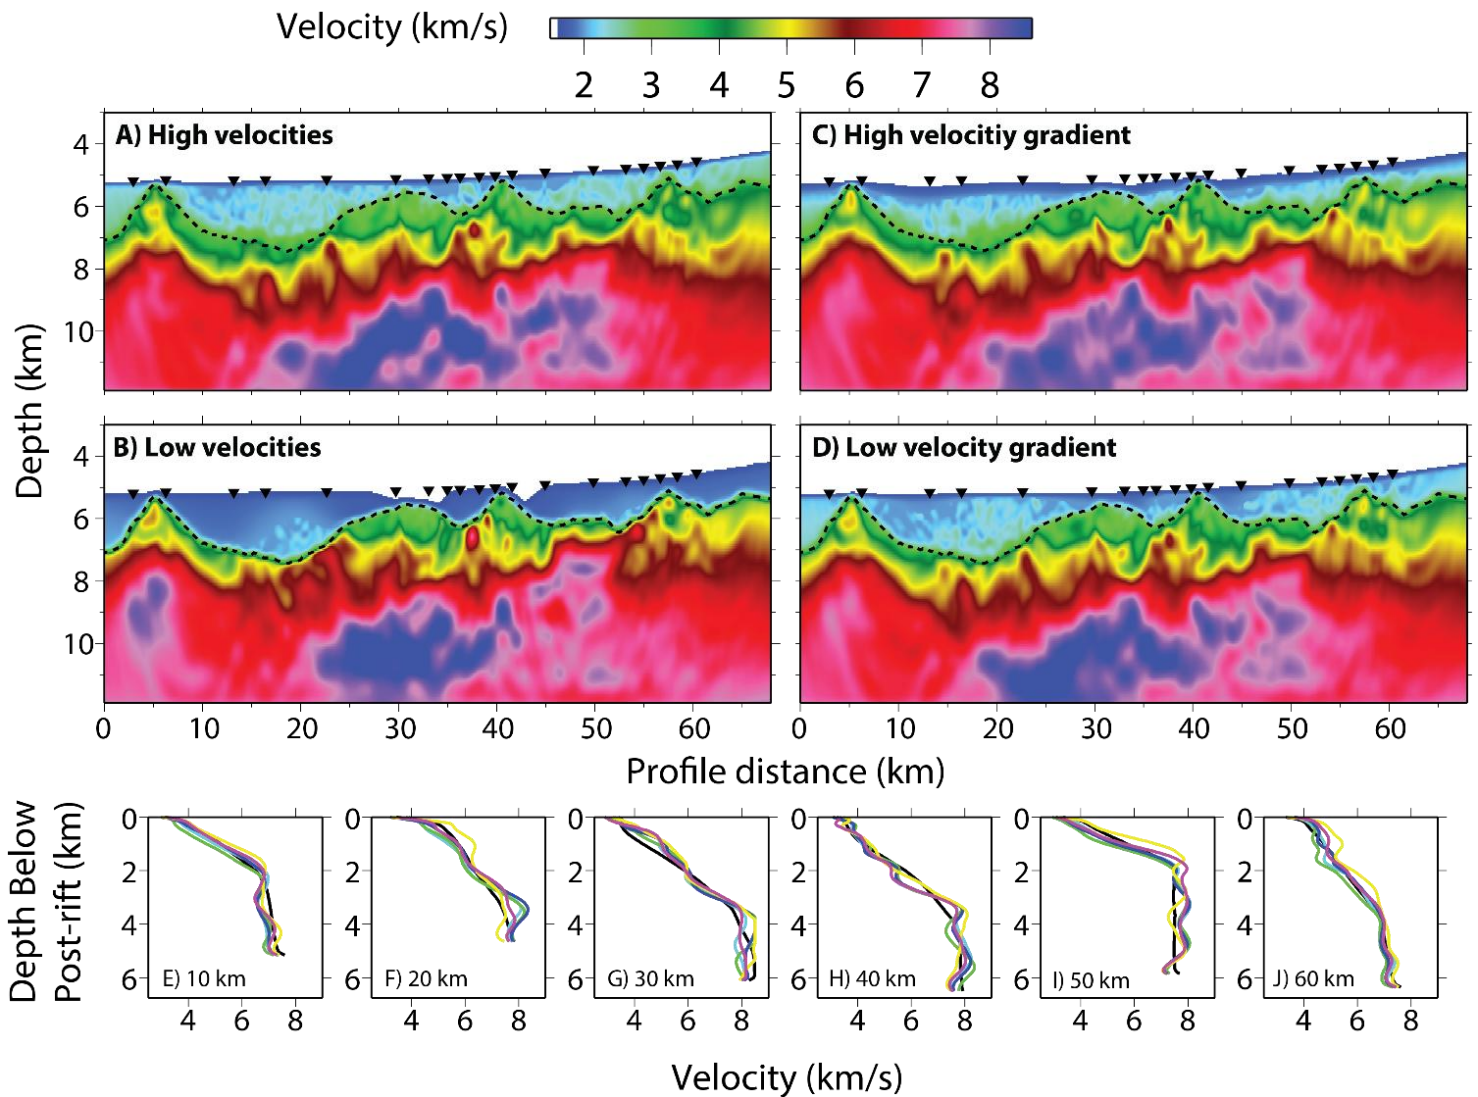 Velocity (km/s)
2 3 4 5 6 7 8
A) High velocities
C) High velocitiy gradient
4
6
8
10
B) Low velocities
D) Low velocity gradient
4
6
8
10
Depth (km)
0 10 20 30 40 50 60
0 10 20 30 40 50 60
Profile distance (km)
Depth Below
Post-rift (km)
0 0 0 0 0 0
2 2 2 2 2 2
4 4 4 4 4 4
6 6 6 6 6 6
E) 10 km F) 20 km G) 30 km H) 40 km I) 50 km J) 60 km
4 6 8 4 6 8 4 6 8 4 6 8 4 6 8 4 6 8
Velocity (km/s)